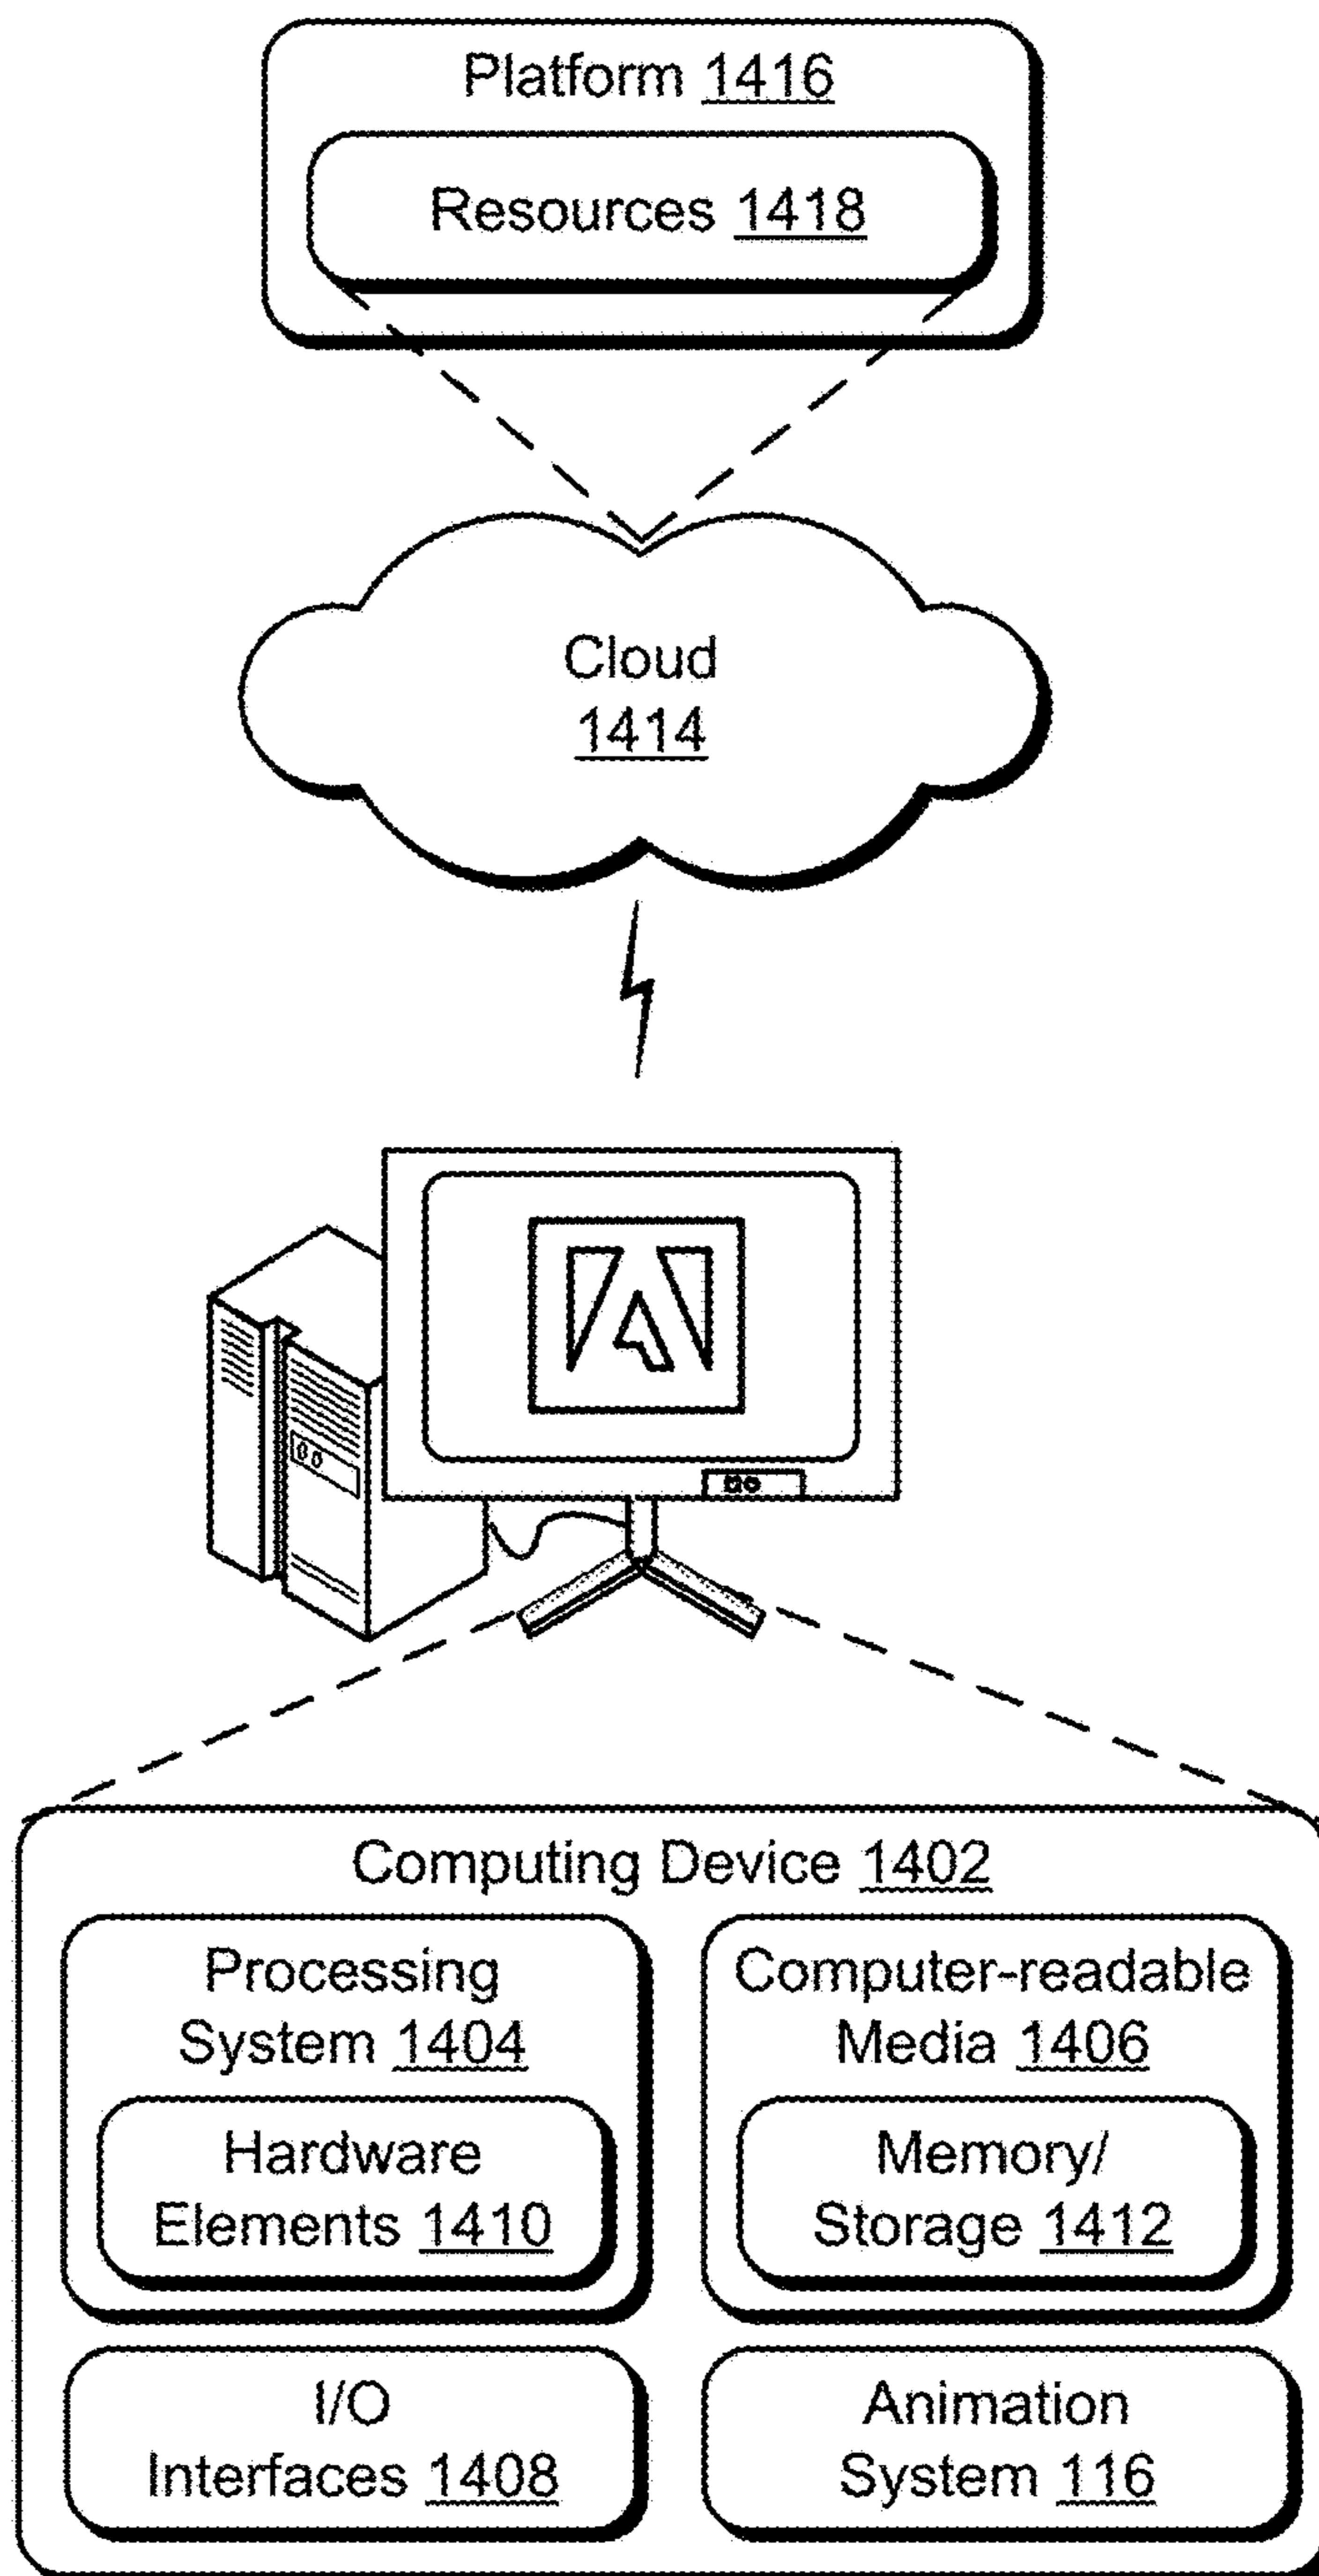 Platform 1416
Resources 1418
Cloud
1414
Computing Device 1402
Processing
System 1404
Hardware
Elements 1410
Computer-readable
Media 1406
Memory/
Storage 1412
I/O
Interfaces 1408
Animation
System 116